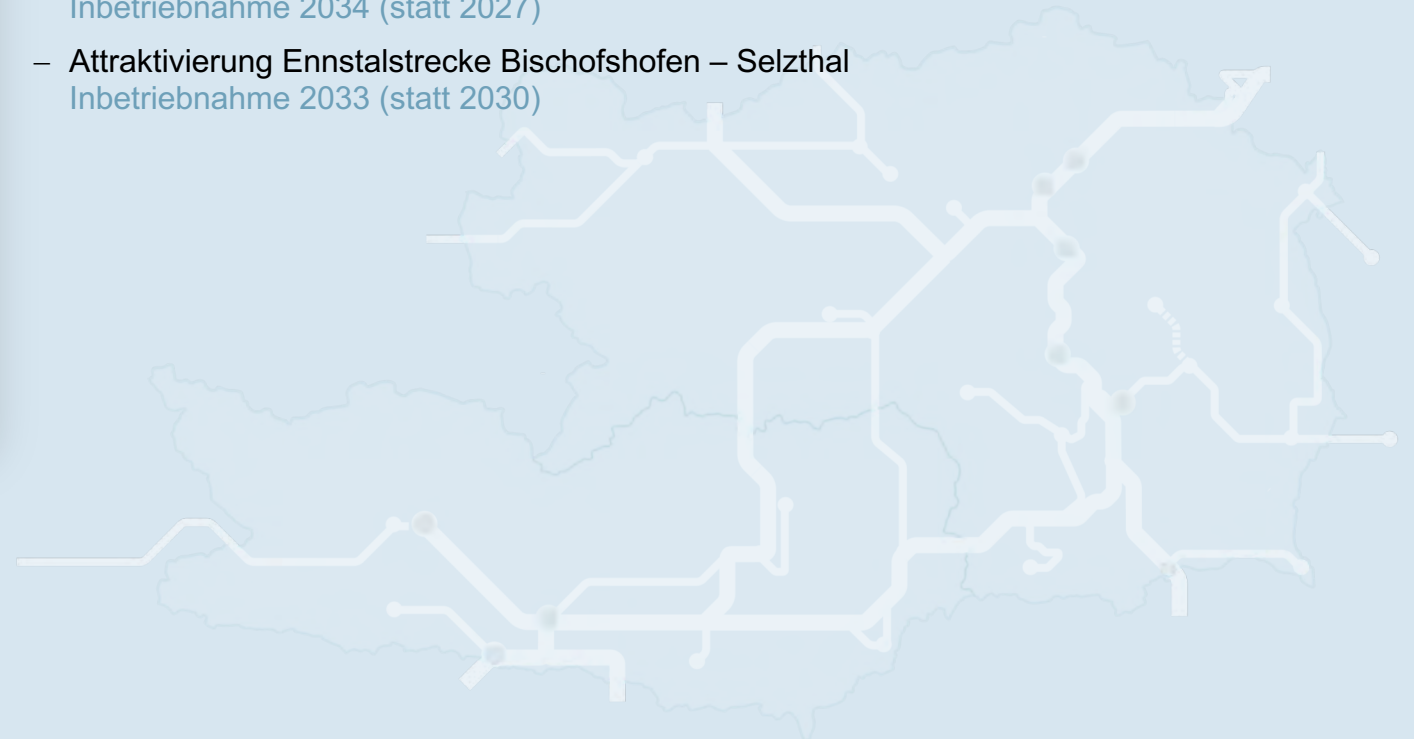 Inbetriebnahme 2034 (statt 2027)
– Attraktivierung Ennstalstrecke Bischofshofen – Selzthal
Inbetriebnahme 2033 (statt 2030)